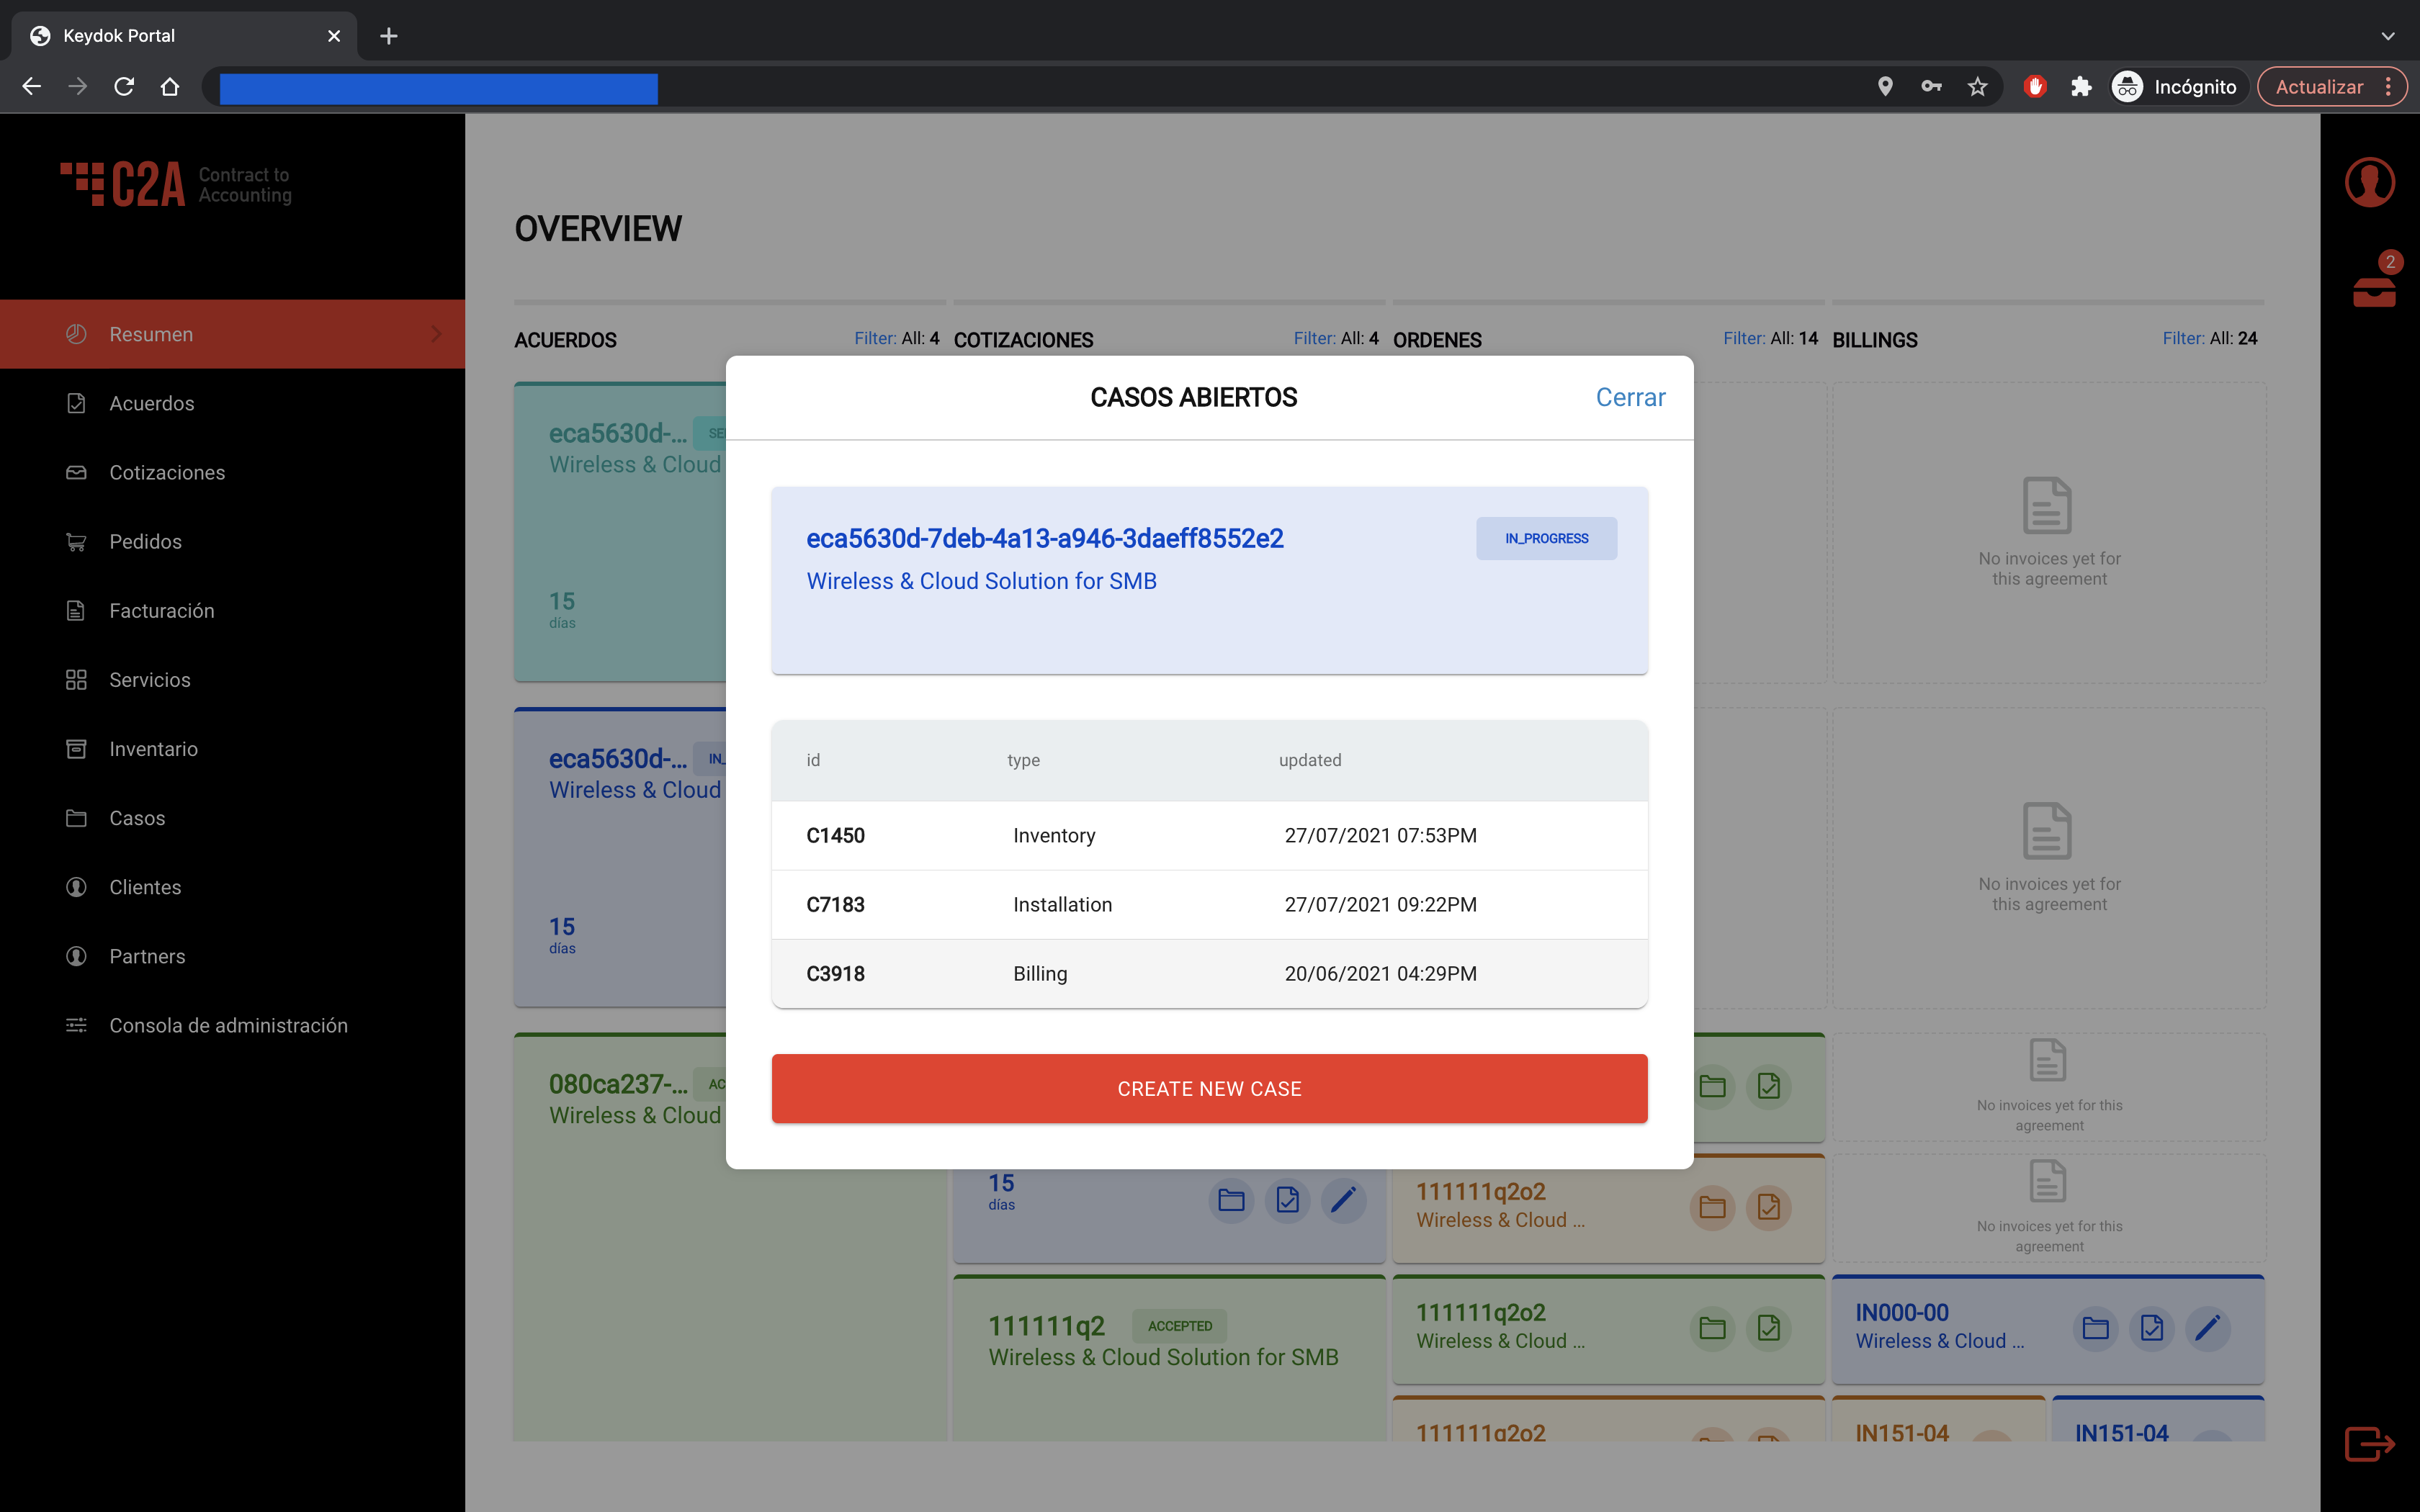 Keydok Portal
Incógnito
Actualizar
C2A Contract to
Accounting
Resumen
Acuerdos
Cotizaciones
Pedidos
Facturación
Servicios
Inventario
Casos
Clientes
Partners
Consola de administración
2
OVERVIEW
ACUERDOS Filter: All: 4
COTIZACIONES Filter: All: 4
ORDENES Filter: All: 14
BILLINGS Filter: All: 24
eca5630d-...
Wireless & Cloud
15
días
eca5630d-...
Wireless & Cloud
15
días
080ca237-...
Wireless & Cloud
CASOS ABIERTOS
Cerrar
eca5630d-7deb-4a13-a946-3daeff8552e2 IN_PROGRESS
Wireless & Cloud Solution for SMB
id type updated
C1450 Inventory 27/07/2021 07:53PM
C7183 Installation 27/07/2021 09:22PM
C3918 Billing 20/06/2021 04:29PM
CREATE NEW CASE
15
días
111111q2 ACCEPTED
Wireless & Cloud Solution for SMB
111111q2o2
Wireless & Cloud ...
111111q2o2
Wireless & Cloud ...
111111q2o2
No invoices yet for
this agreement
No invoices yet for
this agreement
No invoices yet for this
agreement
No invoices yet for this
agreement
IN000-00
Wireless & Cloud ...
IN151-04
IN151-04